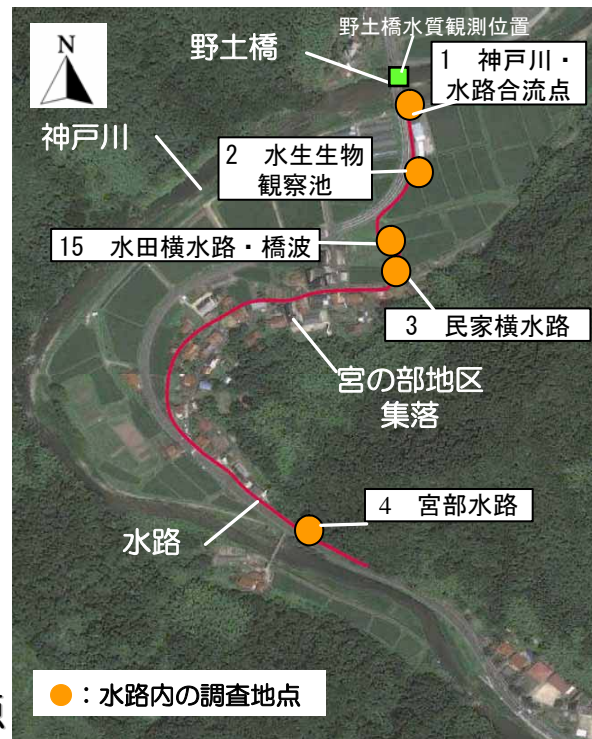 野土橋水質観測位置
N
野土橋
1 神戸川・
水路合流点
神戸川
2 水生生物
観察池
15 水田横水路・橋波
3 民家横水路
宮の部地区
集落
4 宮部水路
水路
：水路内の調査地点